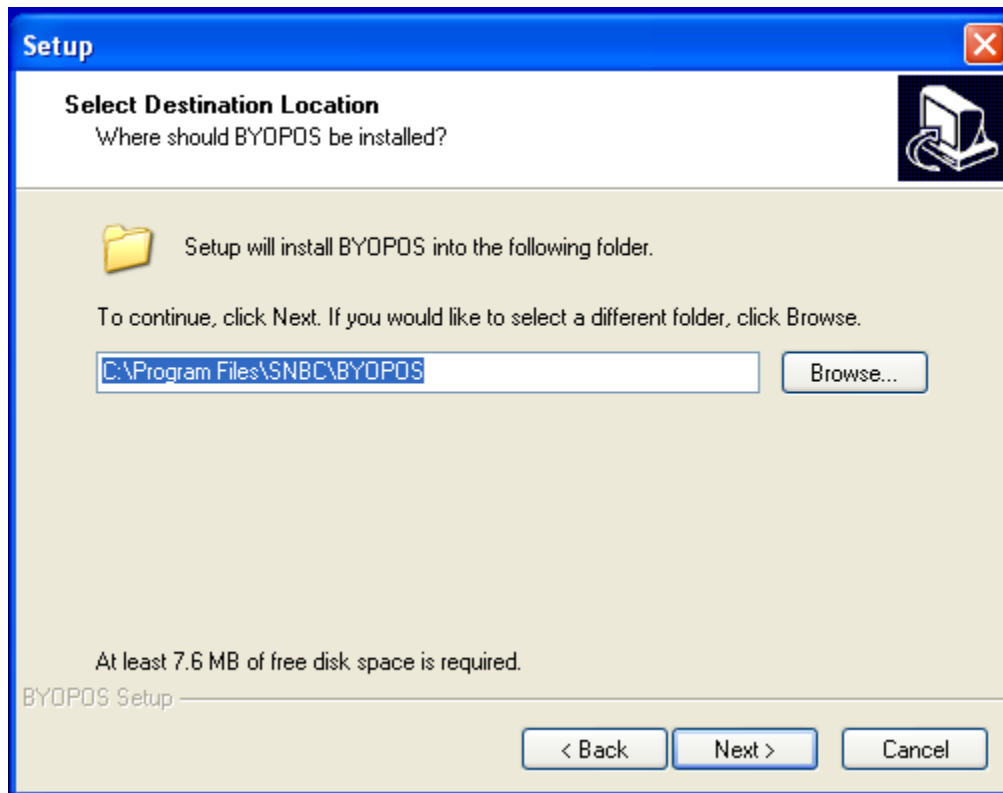 Setup
Select Destination Location
Where should BYOPOS be installed?
Setup will install BYOPOS into the following folder.
To continue, click Next. If you would like to select a different folder, click Browse.
C:\Program Files\SNBC\BYOPOS
Browse...
At least 7.6 MB of free disk space is required.
BYOPOS Setup
< Back
Next >
Cancel